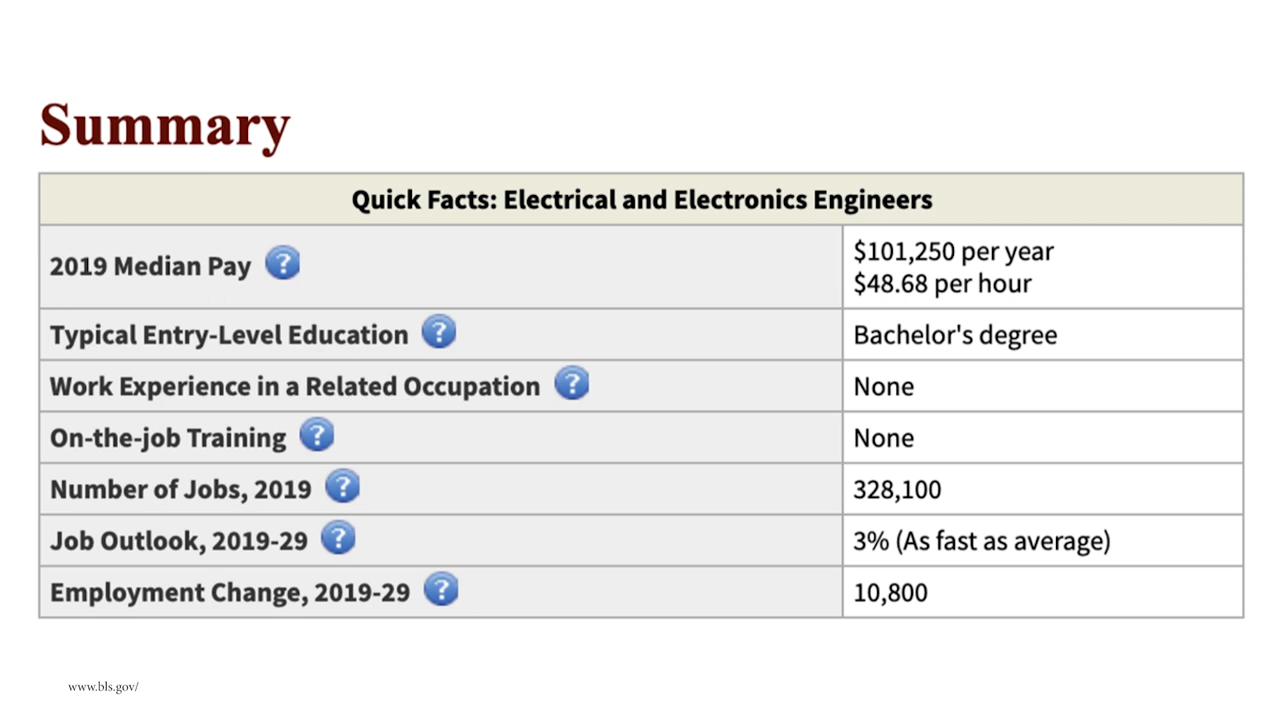 Summary
Quick Facts: Electrical and Electronics Engineers
2019 Median Pay ?
$101,250 per year
$48.68 per hour
Typical Entry-Level Education ?
Bachelor's degree
Work Experience in a Related Occupation ?
None
On-the-job Training ?
None
Number of Jobs, 2019 ?
328,100
Job Outlook, 2019-29 ?
3% (As fast as average)
Employment Change, 2019-29 ?
10,800
www.bls.gov/